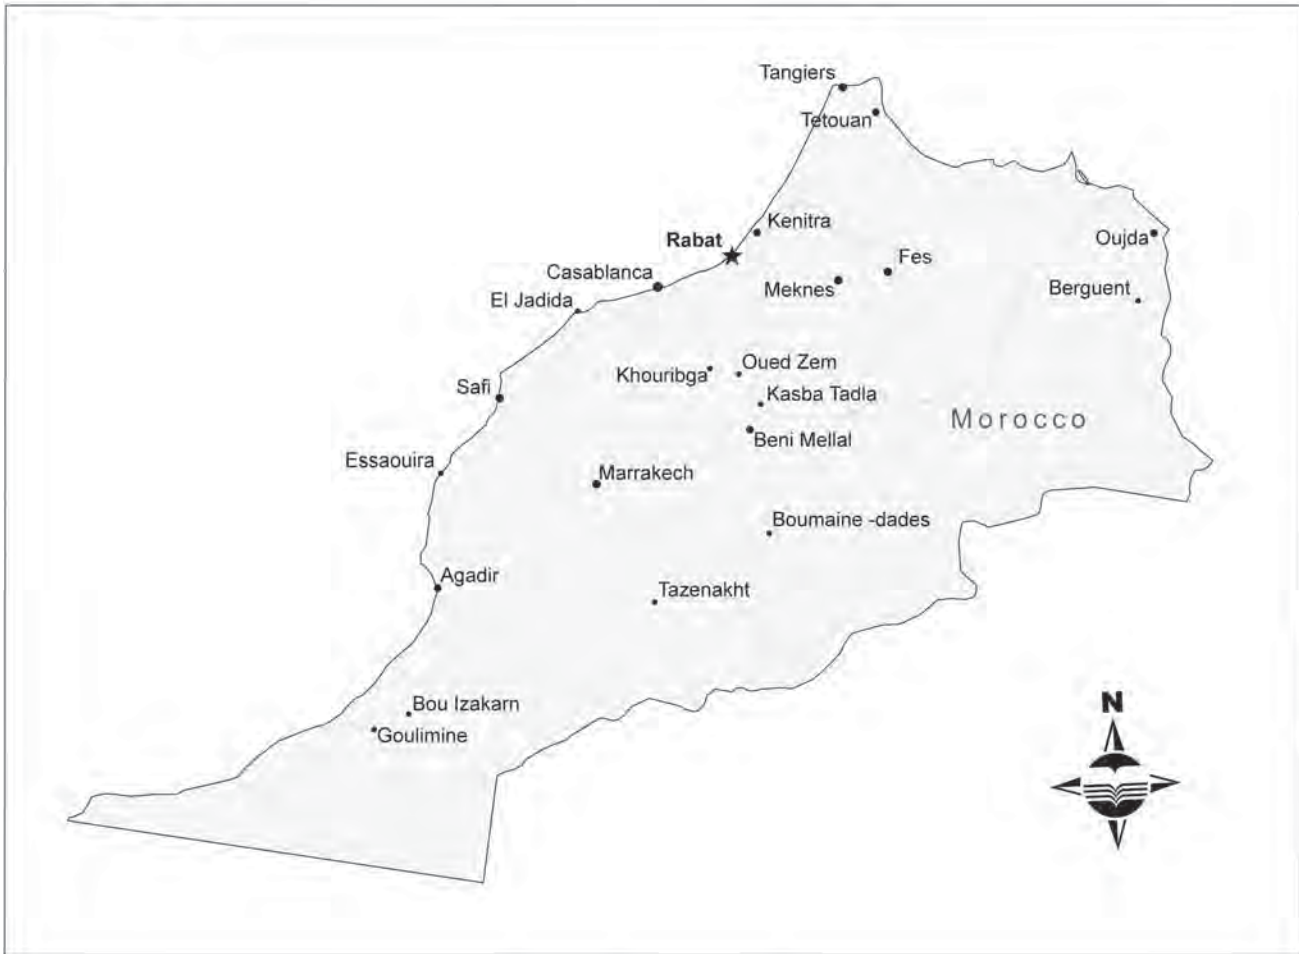 Tangiers
Tetouan
Kenitra
Rabat
Oujda
Fes
Casablanca
Meknes
Berguent
El Jadida
Oued Zem
Khouribga
Safi
Kasba Tadla
Morocco
Beni Mellal
Essaouira
Marrakech
Boumaine -dades
Agadir
Tazenakht
N
Bou Izakarn
Goulimine